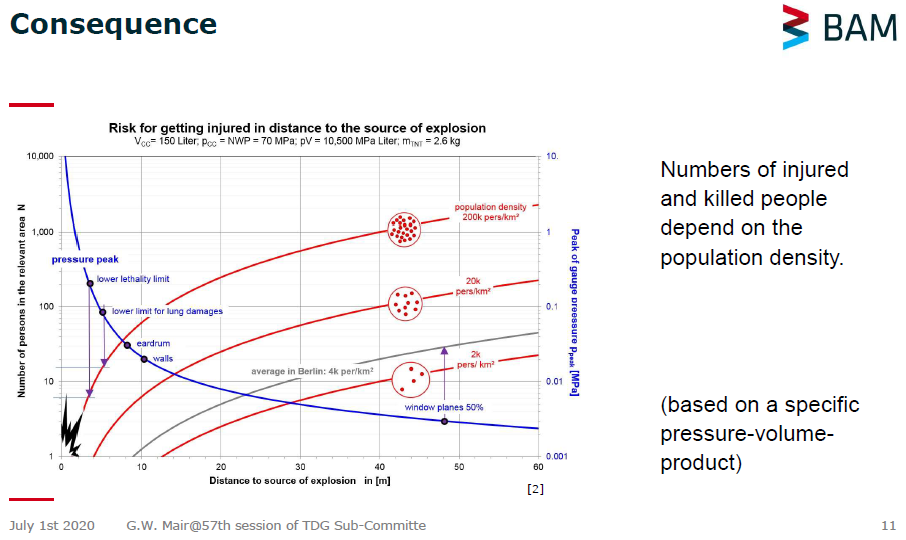 Consequence
BAM
Risk for getting injured in distance to the source of explosion
V_CC= 150 Liter; p_CC = NWP = 70 MPa; pV = 10,500 MPa Liter; m_TNT = 2.6 kg
10,000
1,000
100
10
1
Number of persons in the relevant area N
10.
1
0.1
0.01
0.001
Peak of gauge preessure p_peak [MPa]
population density
200k pers/km²
pressure peak
lower lethality limit
20k
pers/km²
lower limit for lung damages
eardrum
walls
2k
pers/ km²
average in Berlin: 4k per/km²
window planes 50%
0
10
20
30
40
50
60
Distance to source of explosion in [m]
[2]
Numbers of injured
and killed people
depend on the
population density.
(based on a specific
pressure-volume-
product)
July 1st 2020
G.W. Mair@57th session of TDG Sub-Committe
11